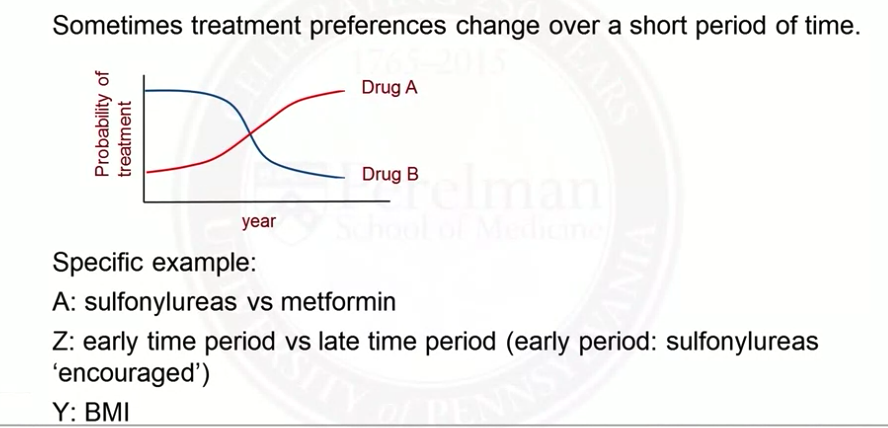 Sometimes treatment preferences change over a short period of time.
1765-2015
Probability of
treatment
Drug A
Drug B
year
Perelman
School of Medicine
Specific example:
A: sulfonylureas vs metformin
Z: early time period vs late time period (early period: sulfonylureas
‘encouraged’)
Y: BMI